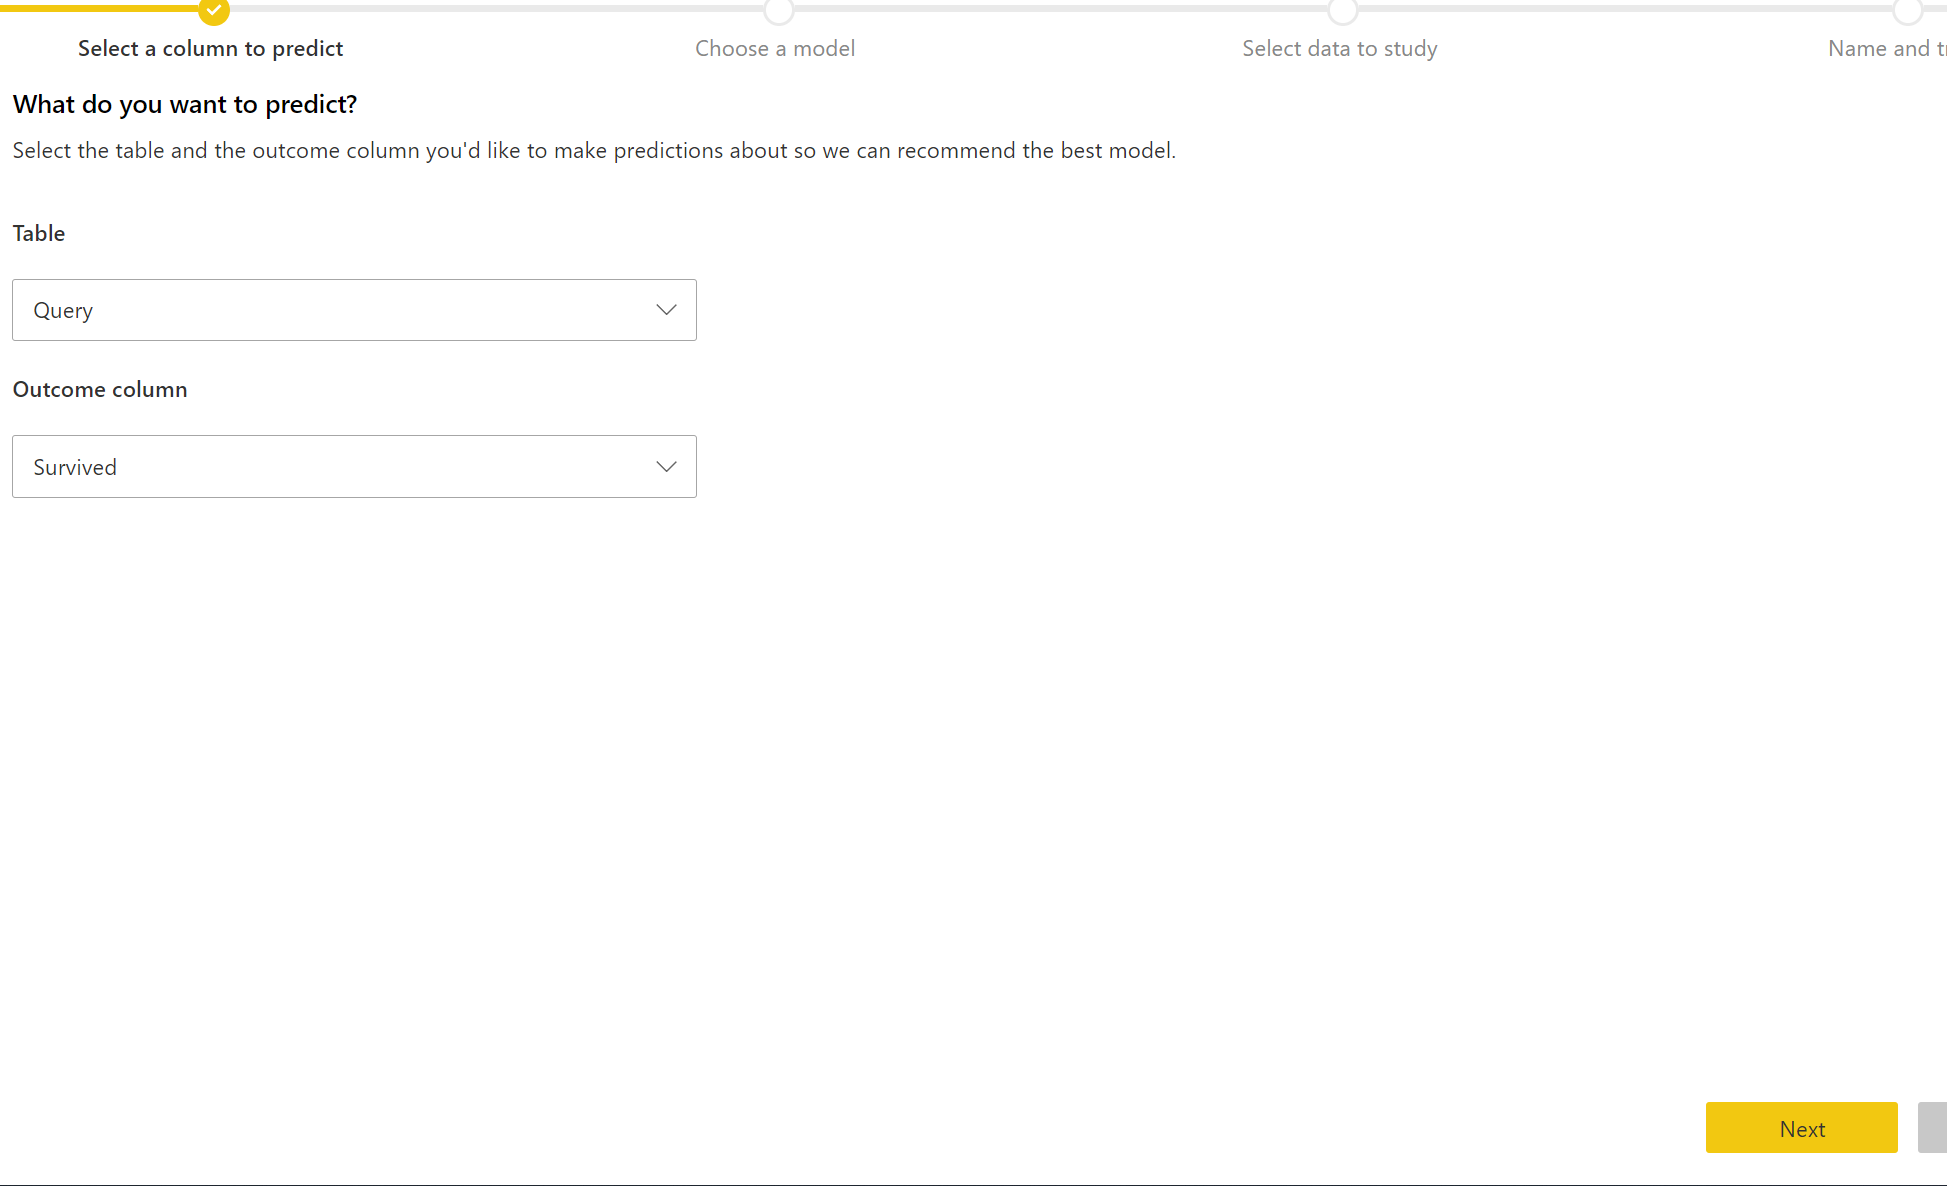 Select a column to predict
Choose a model
Select data to study
Name and
What do you want to predict?
Select the table and the outcome column you'd like to make predictions about so we can recommend the best model.
Table
Query
Outcome column
Survived
Next